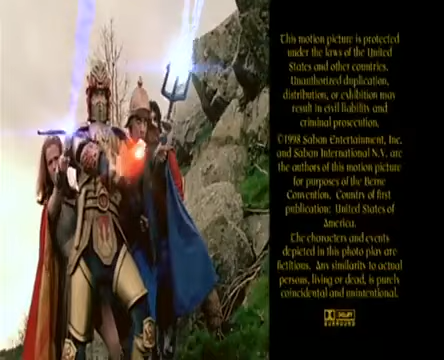 This motion picture is protected
under the laws of the United
States and other countries.
Unauthorized duplication,
distribution, or exhibition may
result in civil liability and
criminal prosecution.
©1998 Saban Entertainment, Inc.
and Saban International N.V. are
the authors of this motion picture
for purposes of the Berne
Convention. Country of first
publication: United States of
America.
The characters and events
depicted in this photo play are
fictitious. Any similarity to actual
persons, living or dead, is purely
coincidental and unintentional.
DOLBY
SURROUND